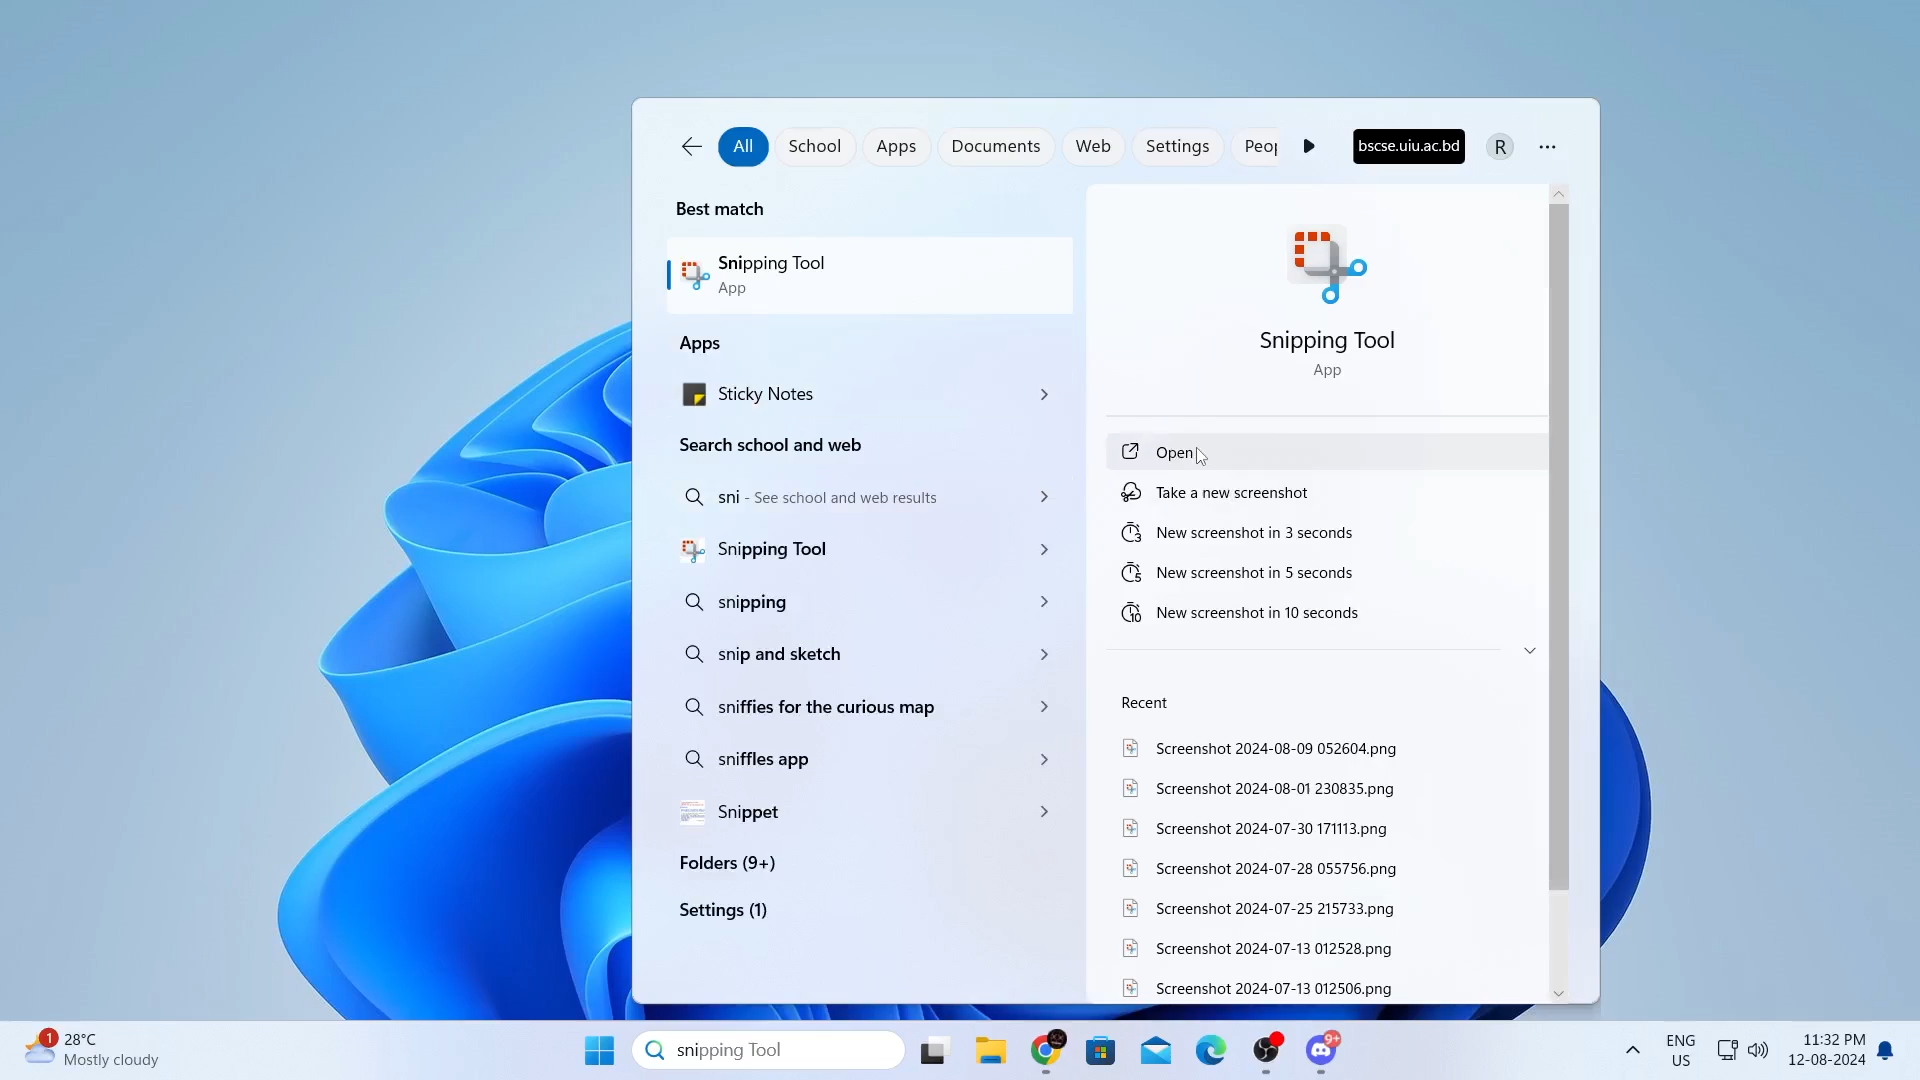 All
School
Apps
Documents
Web
Settings
Peop
bscse.uiu.ac.bd
R
Best match
Snipping Tool
App
Apps
Sticky Notes
Search school and web
sni - See school and web results
Snipping Tool
snipping
snip and sketch
sniffies for the curious map
sniffles app
Snippet
Folders (9+)
Settings (1)
Snipping Tool
App
Open
Take a new screenshot
New screenshot in 3 seconds
New screenshot in 5 seconds
New screenshot in 10 seconds
Recent
Screenshot 2024-08-09 052604.png
Screenshot 2024-08-01 230835.png
Screenshot 2024-07-30 171113.png
Screenshot 2024-07-28 055756.png
Screenshot 2024-07-25 215733.png
Screenshot 2024-07-13 012528.png
Screenshot 2024-07-13 012506.png
1
28°C
Mostly cloudy
snipping Tool
9+
ENG
US
11:32 PM
12-08-2024